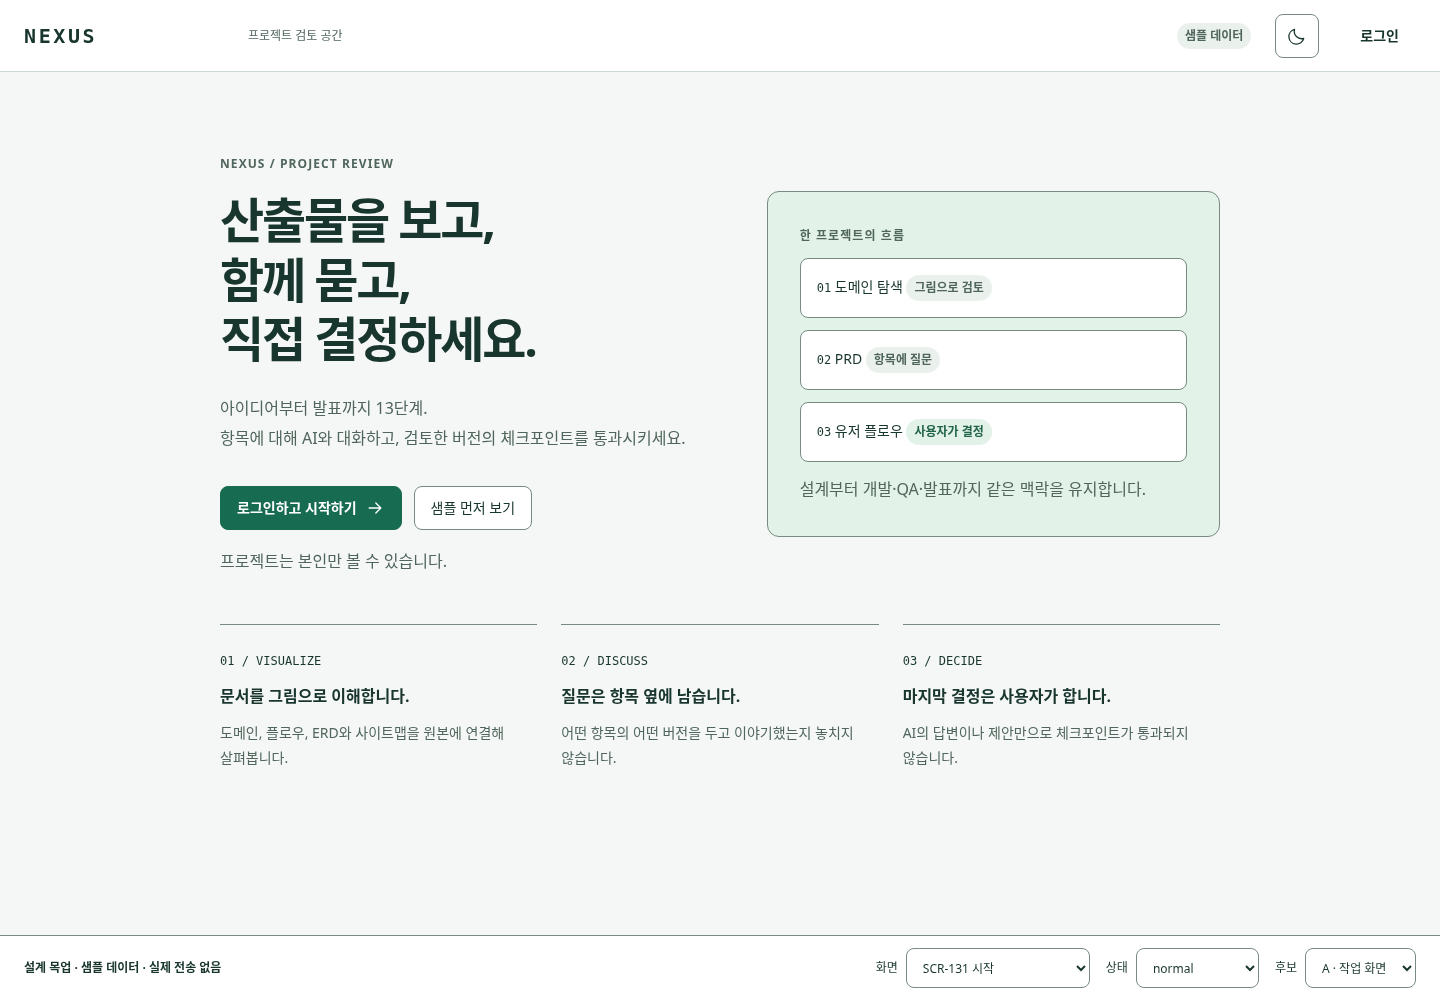 NEXUS
프로젝트 검토 공간
샘플 데이터
로그인
NEXUS / PROJECT REVIEW
산출물을 보고,
함께 묻고,
직접 결정하세요.
아이디어부터 발표까지 13단계.
항목에 대해 AI와 대화하고, 검토한 버전의 체크포인트를 통과시키세요.
로그인하고 시작하기 →
샘플 먼저 보기
프로젝트는 본인만 볼 수 있습니다.
한 프로젝트의 흐름
01 도메인 탐색 그림으로 검토
02 PRD 항목에 질문
03 유저 플로우 사용자가 결정
설계부터 개발·QA·발표까지 같은 맥락을 유지합니다.
01 / VISUALIZE
문서를 그림으로 이해합니다.
도메인, 플로우, ERD와 사이트맵을 원본에 연결해
살펴봅니다.
02 / DISCUSS
질문은 항목 옆에 남습니다.
어떤 항목의 어떤 버전을 두고 이야기했는지 놓치지
않습니다.
03 / DECIDE
마지막 결정은 사용자가 합니다.
AI의 답변이나 제안만으로 체크포인트가 통과되지
않습니다.
설계 목업 · 샘플 데이터 · 실제 전송 없음
화면 SCR-131 시작
상태 normal
후보 A · 작업 화면